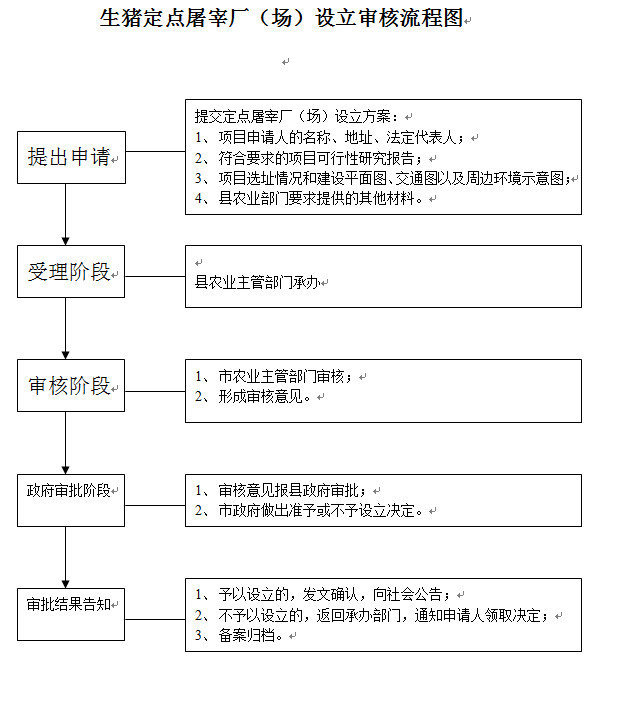 生猪定点屠宰厂（场）设立审核流程图
提出申请
提交定点屠宰厂（场）设立方案：
1、项目申请人的名称、地址、法定代表人；
2、符合要求的项目可行性研究报告；
3、项目选址情况和建设平面图、交通图以及周边环境示意图；
4、县农业部门要求提供的其他材料。
受理阶段
县农业主管部门承办
审核阶段
1、市农业主管部门审核；
2、形成审核意见。
政府审批阶段
1、审核意见报县政府审批；
2、市政府做出准予或不予设立决定。
审批结果告知
1、予以设立的，发文确认，向社会公告；
2、不予以设立的，返回承办部门，通知申请人领取决定；
3、备案归档。